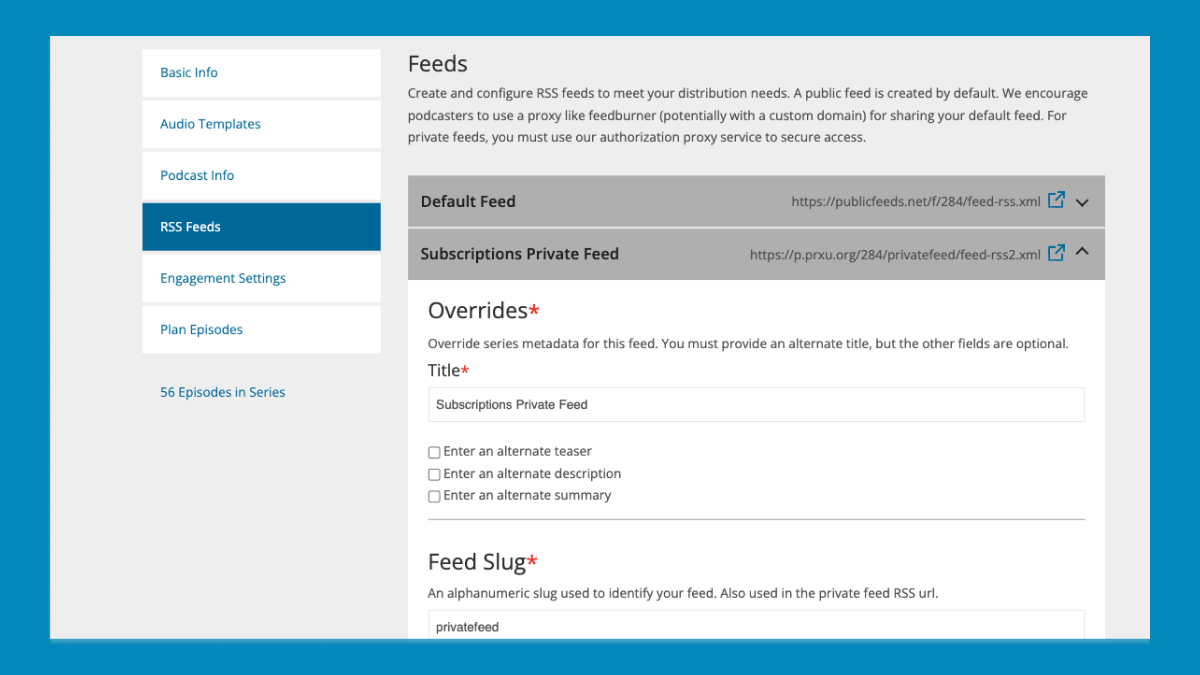 Basic Info
Audio Templates
Podcast Info
RSS Feeds
Engagement Settings
Plan Episodes
56 Episodes in Series
Feeds
Create and configure RSS feeds to meet your distribution needs. A public feed is created by default. We encourage
podcasters to use a proxy like feedburner (potentially with a custom domain) for sharing your default feed. For
private feeds, you must use our authorization proxy service to secure access.
Default Feed https://publicfeeds.net/f/284/feed-rss.xml
Subscriptions Private Feed https://p.prxu.org/284/privatefeed/feed-rss2.xml
Overrides*
Override series metadata for this feed. You must provide an alternate title, but the other fields are optional.
Title*
Subscriptions Private Feed
Enter an alternate teaser
Enter an alternate description
Enter an alternate summary
Feed Slug*
An alphanumeric slug used to identify your feed. Also used in the private feed RSS url.
privatefeed